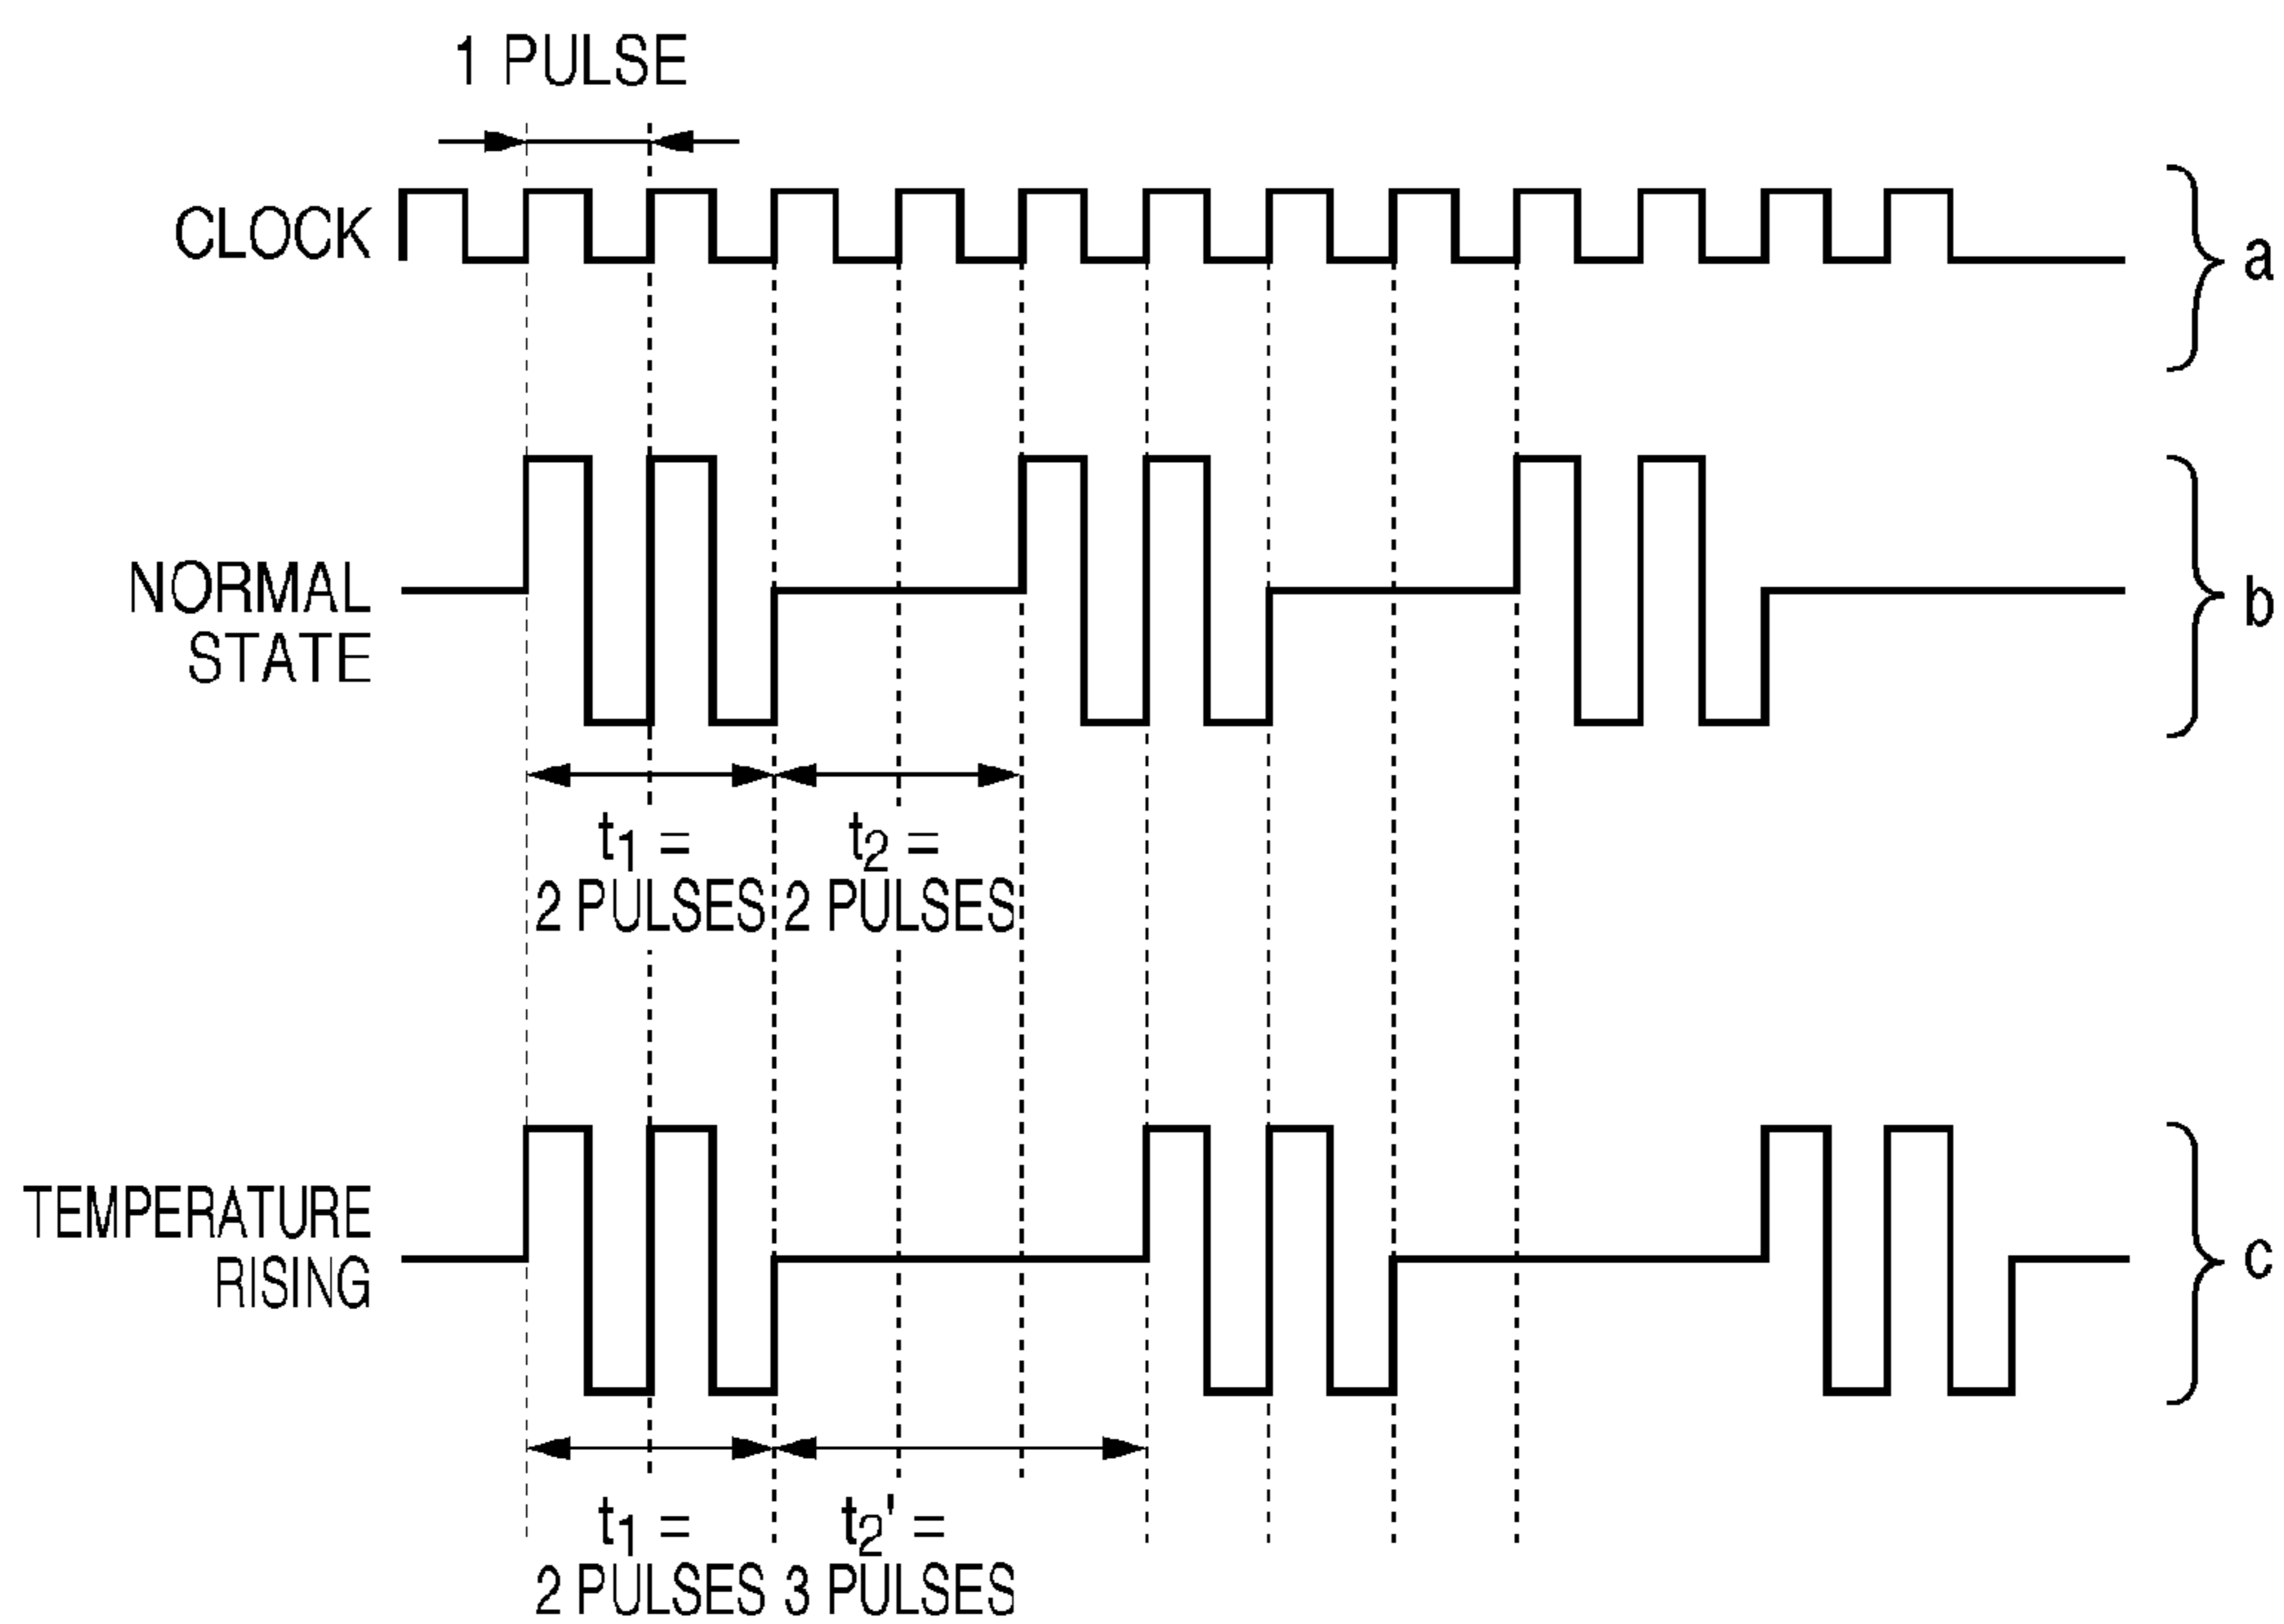 1 PULSE
CLOCK
a
NORMAL
STATE
b
t1 =
2 PULSES
t2 =
2 PULSES
TEMPERATURE
RISING
c
t1 =
2 PULSES
t2' =
3 PULSES